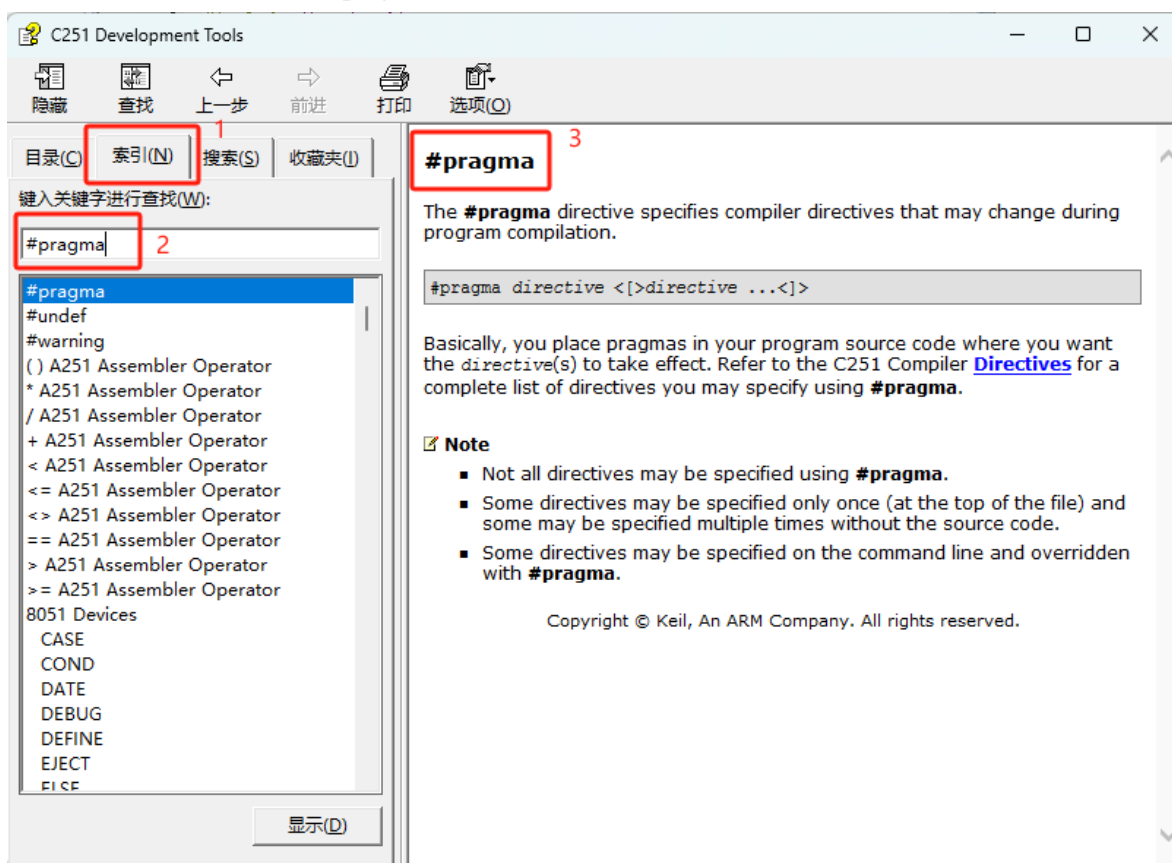 C251 Development Tools
隐藏 查找 上一步 前进 打印 选项(O)
1
目录(C) 索引(N) 搜索(S) 收藏夹(I)
键入关键字进行查找(W):
#pragma
2
#pragma
#undef
#warning
( ) A251 Assembler Operator
* A251 Assembler Operator
/ A251 Assembler Operator
+ A251 Assembler Operator
< A251 Assembler Operator
<= A251 Assembler Operator
<> A251 Assembler Operator
== A251 Assembler Operator
> A251 Assembler Operator
>= A251 Assembler Operator
8051 Devices
CASE
COND
DATE
DEBUG
DEFINE
EJECT
ELSE
显示(D)
#pragma
3
The #pragma directive specifies compiler directives that may change during
program compilation.
#pragma directive <[>directive ...<]>
Basically, you place pragmas in your program source code where you want
the directive(s) to take effect. Refer to the C251 Compiler Directives for a
complete list of directives you may specify using #pragma.
Note
Not all directives may be specified using #pragma.
Some directives may be specified only once (at the top of the file) and
some may be specified multiple times without the source code.
Some directives may be specified on the command line and overridden
with #pragma.
Copyright © Keil, An ARM Company. All rights reserved.